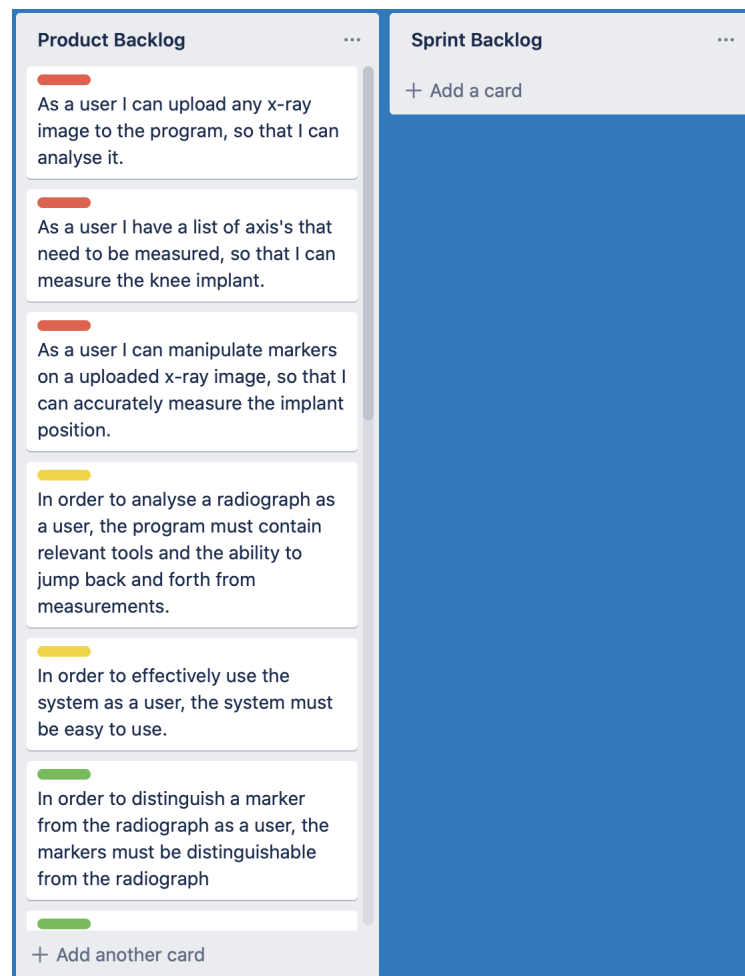 Product Backlog
As a user I can upload any x-ray
image to the program, so that I can
analyse it.
As a user I have a list of axis's that
need to be measured, so that I can
measure the knee implant.
As a user I can manipulate markers
on a uploaded x-ray image, so that I
can accurately measure the implant
position.
In order to analyse a radiograph as
a user, the program must contain
relevant tools and the ability to
jump back and forth from
measurements.
In order to effectively use the
system as a user, the system must
be easy to use.
In order to distinguish a marker
from the radiograph as a user, the
markers must be distinguishable
from the radiograph
+ Add another card
Sprint Backlog
+ Add a card